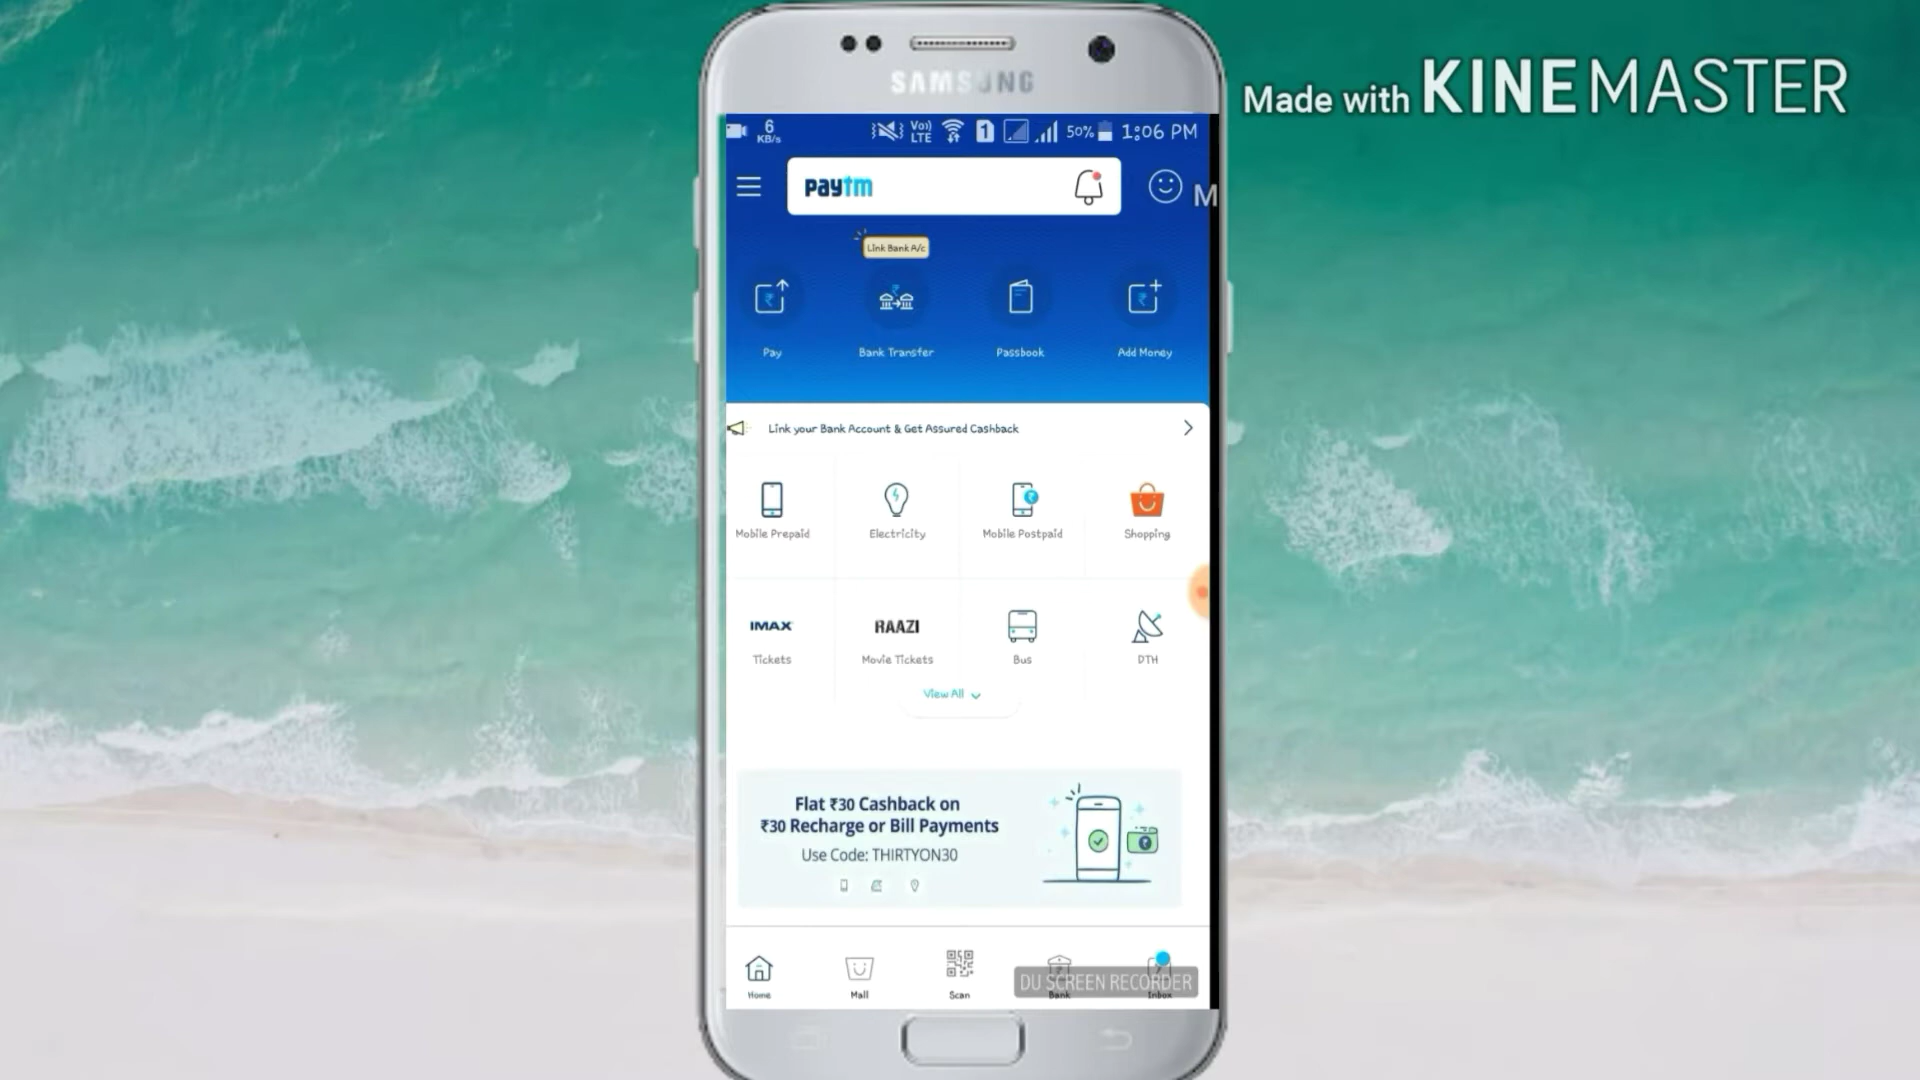 Made with KINEMASTER
SAMSUNG
6 KB/s Vo) LTE 1 50% 1:06 PM
paytm
M
Link Bank A/c
Pay Bank Transfer Passbook Add Money
Link your Bank Account & Get Assured Cashback
Mobile Prepaid Electricity Mobile Postpaid Shopping
IMAX RAAZI
Tickets Movie Tickets Bus DTH
View All
Flat ₹30 Cashback on
₹30 Recharge or Bill Payments
Use Code: THIRTYON30
DU SCREEN RECORDER
Home Mall Scan Bank Inbox